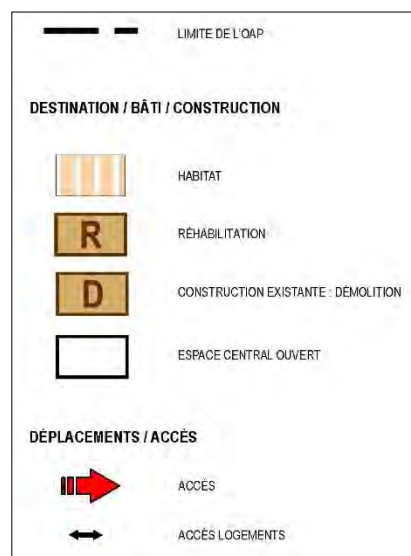 LIMITE DE L'OAP
DESTINATION / BÂTI / CONSTRUCTION
HABITAT
R RÉHABILITATION
D CONSTRUCTION EXISTANTE : DÉMOLITION
ESPACE CENTRAL OUVERT
DÉPLACEMENTS / ACCÈS
ACCÈS
ACCÈS LOGEMENTS